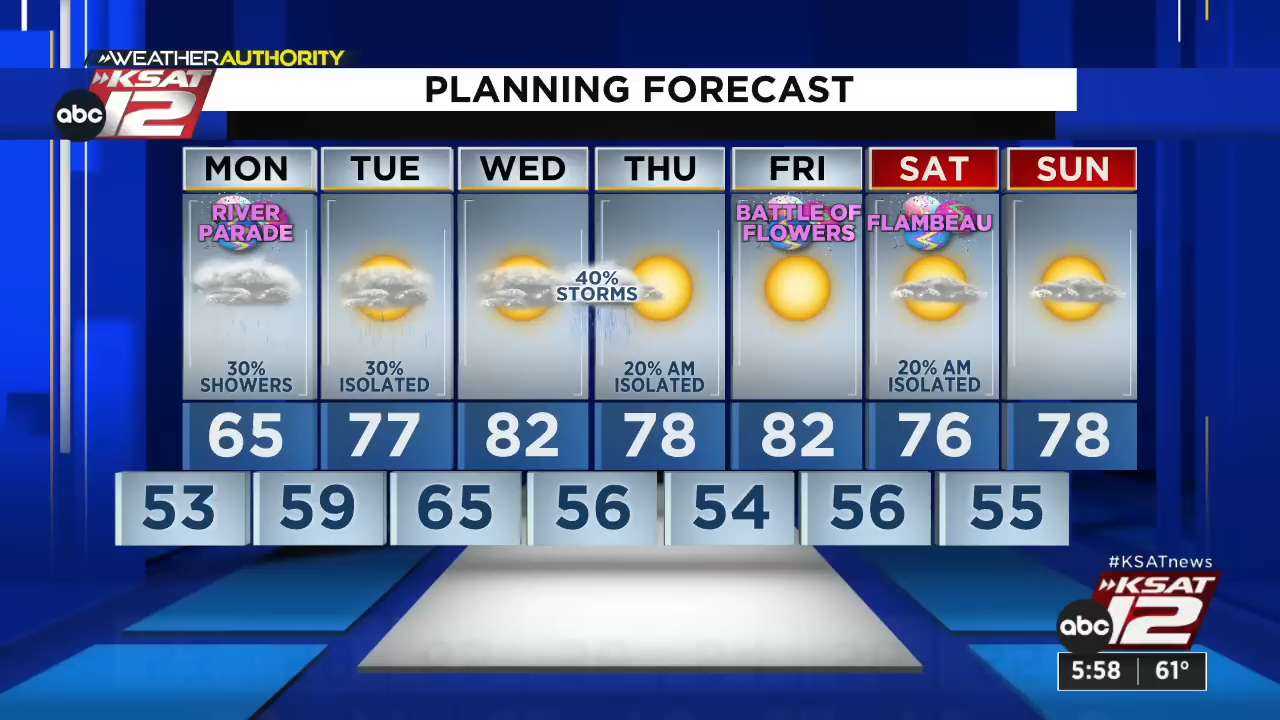 WEATHERAUTHORITY
KSAT
abc 12
PLANNING FORECAST
MON TUE WED THU FRI SAT SUN
RIVER
PARADE
BATTLE OF
FLOWERS
FLAMBEAU
40%
STORMS
30%
SHOWERS
30%
ISOLATED
20% AM
ISOLATED
20% AM
ISOLATED
65 77 82 78 82 76 78
53 59 65 56 54 56 55
#KSATnews
KSAT
abc 12
5:58 61°